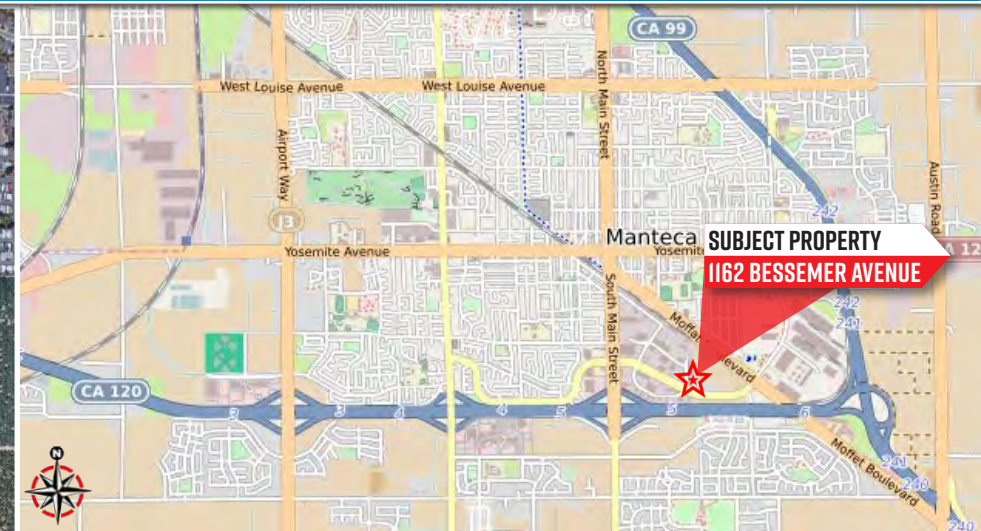 CA 99
West Louise Avenue
West Louise Avenue
North Main Street
Airport Way
Austin Road
242
J3
Manteca
SUBJECT PROPERTY
Yosemite Avenue
1162 BESSEMER AVENUE
242
241
South Main Street
CA 120
3
3
4
4
5
5
6
Moffet Boulevard
241
240
240
N